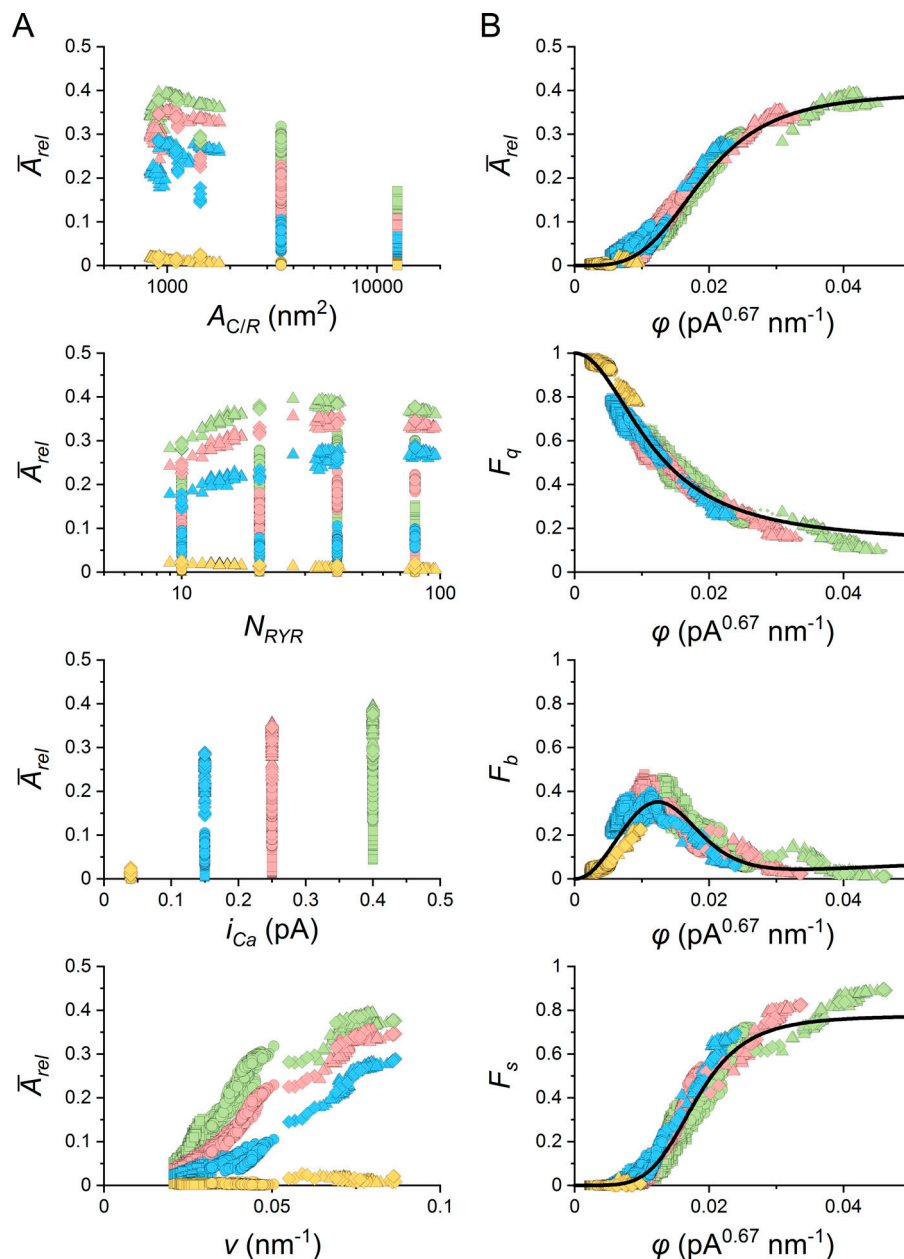 A B
0.5 0.5
0.4 0.4
0.3 0.3
0.2 0.2
0.1 0.1
0 0
A̅rel A̅rel
1000 10000 0 0.02 0.04
A_C/R (nm²) φ (pA^0.67 nm^-1)
0.5 1
0.4 0.8
0.3 0.6
0.2 0.4
0.1 0.2
0 0
A̅rel Fq
10 100 0 0.02 0.04
N_RYR φ (pA^0.67 nm^-1)
0.5 1
0.4 0.8
0.3 0.6
0.2 0.4
0.1 0.2
0 0
A̅rel Fb
0 0.1 0.2 0.3 0.4 0.5 0 0.02 0.04
i_Ca (pA) φ (pA^0.67 nm^-1)
0.5 1
0.4 0.8
0.3 0.6
0.2 0.4
0.1 0.2
0 0
A̅rel Fs
0 0.05 0.1 0 0.02 0.04
v (nm^-1) φ (pA^0.67 nm^-1)